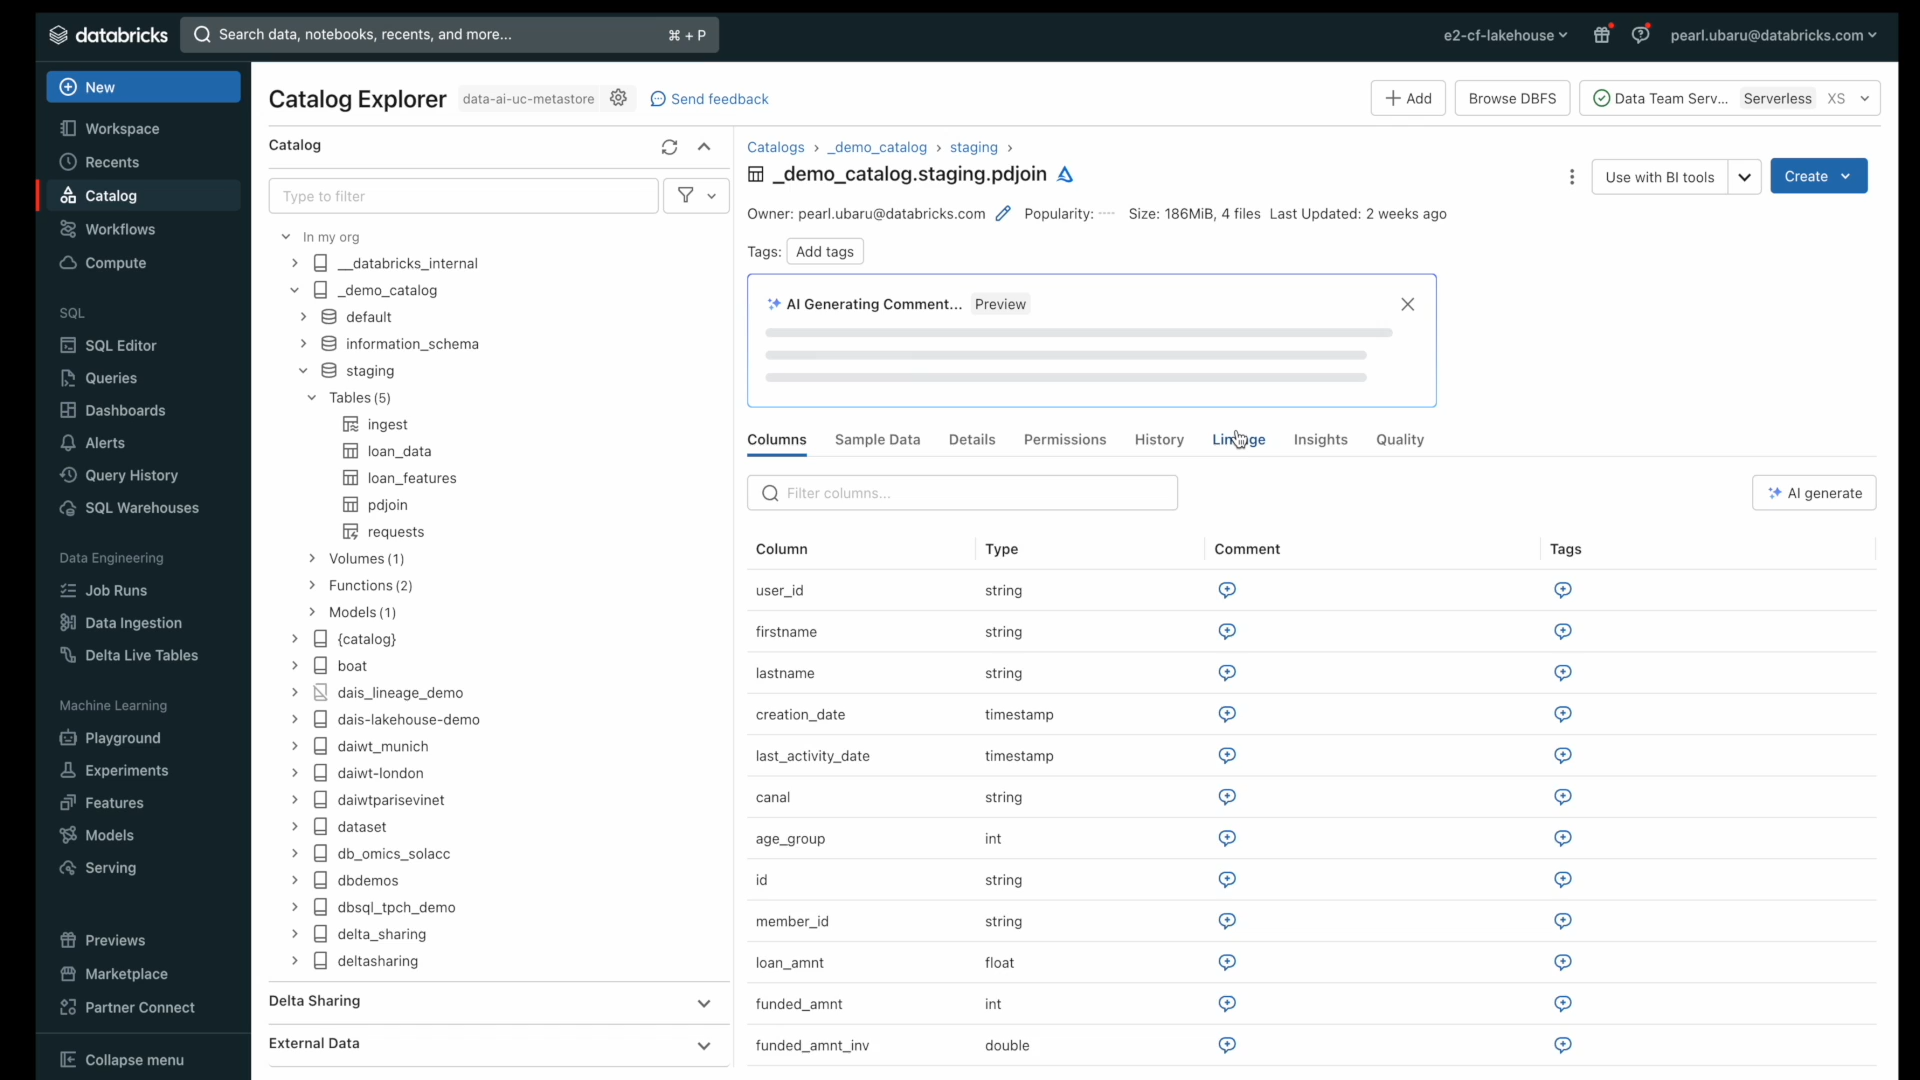 databricks
Search data, notebooks, recents, and more...
⌘ + P
e2-cf-lakehouse
pearl.ubaru@databricks.com
New
Workspace
Recents
Catalog
Workflows
Compute
SQL
SQL Editor
Queries
Dashboards
Alerts
Query History
SQL Warehouses
Data Engineering
Job Runs
Data Ingestion
Delta Live Tables
Machine Learning
Playground
Experiments
Features
Models
Serving
Previews
Marketplace
Partner Connect
Collapse menu
Catalog Explorer
data-ai-uc-metastore
Send feedback
+ Add
Browse DBFS
Data Team Serv... Serverless XS
Catalog
Type to filter
In my org
__databricks_internal
_demo_catalog
default
information_schema
staging
Tables (5)
ingest
loan_data
loan_features
pdjoin
requests
Volumes (1)
Functions (2)
Models (1)
{catalog}
boat
dais_lineage_demo
dais-lakehouse-demo
daiwt_munich
daiwt-london
daiwtparisevinet
dataset
db_omics_solacc
dbdemos
dbsql_tpch_demo
delta_sharing
deltasharing
Delta Sharing
External Data
Catalogs › _demo_catalog › staging ›
_demo_catalog.staging.pdjoin
Use with BI tools
Create
Owner: pearl.ubaru@databricks.com Popularity: Size: 186MiB, 4 files Last Updated: 2 weeks ago
Tags: Add tags
AI Generating Comment... Preview
Columns Sample Data Details Permissions History Insights Quality
Filter columns...
AI generate
Column Type Comment Tags
user_id string
firstname string
lastname string
creation_date timestamp
last_activity_date timestamp
canal string
age_group int
id string
member_id string
loan_amnt float
funded_amnt int
funded_amnt_inv double